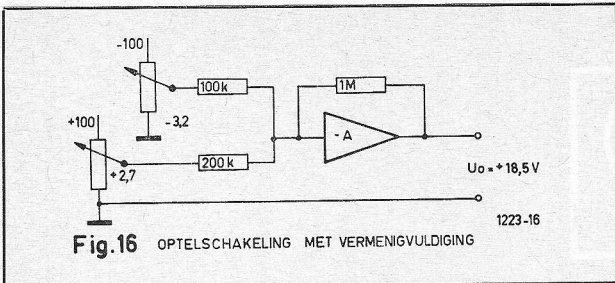 -100
100k
1M
-3,2
+100
-A
200k
+2,7
Uo = +18,5 V
1223-16
Fig.16 OPTELSCHAKELING MET VERMENIGVULDIGING